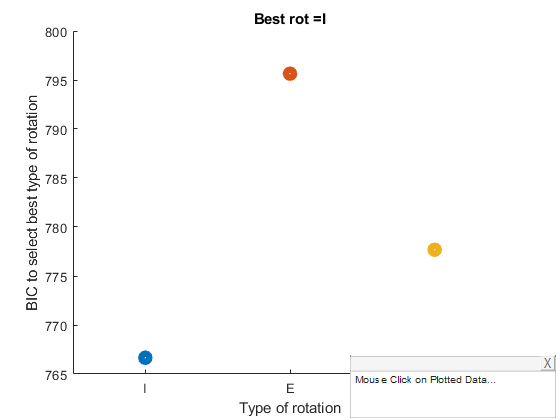 Best rot =I
BIC to select best type of rotation
800
795
790
785
780
775
770
765
I
E
Type of rotation
X
Mouse Click on Plotted Data...